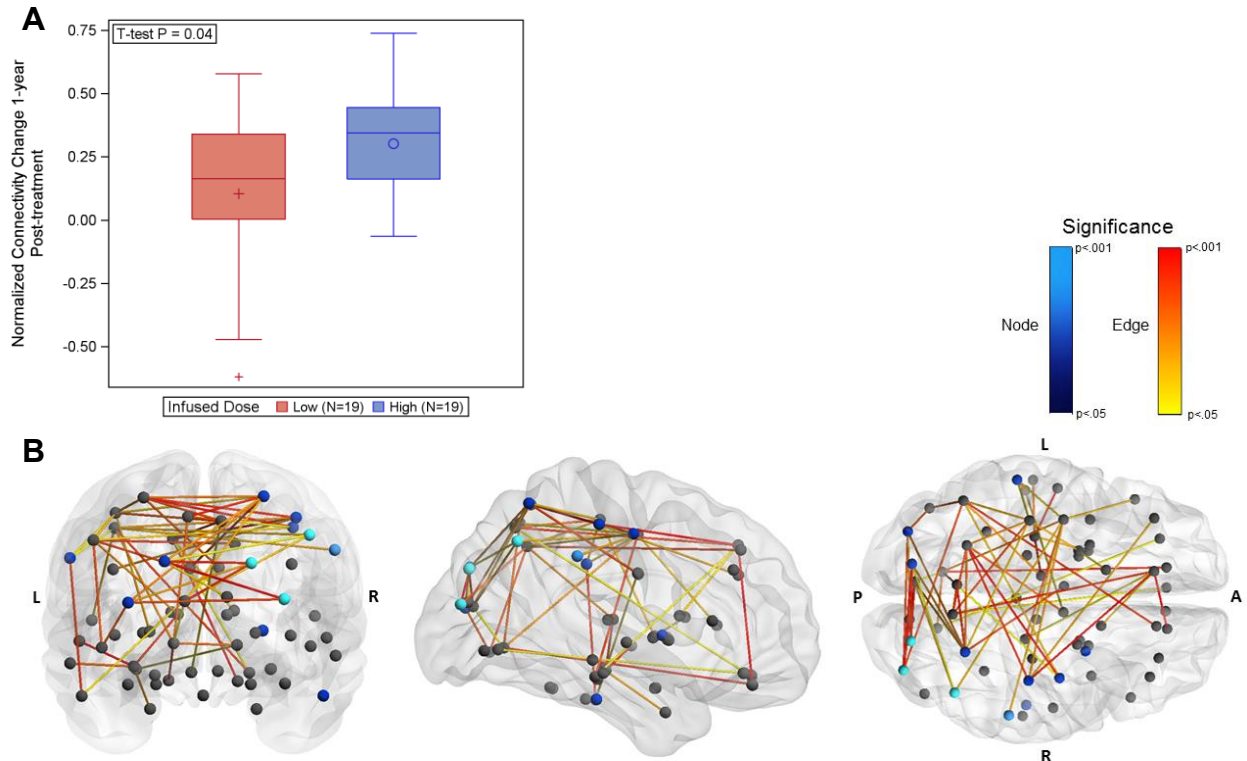 A
T-test P = 0.04
Normalized Connectivity Change 1-year
Post-treatment
0.75
0.50
0.25
0.00
-0.25
-0.50
Infused Dose Low (N=19) High (N=19)
Significance
p<.001 p<.001
Node Edge
p<.05 p<.05
B
L R
L
P A
R